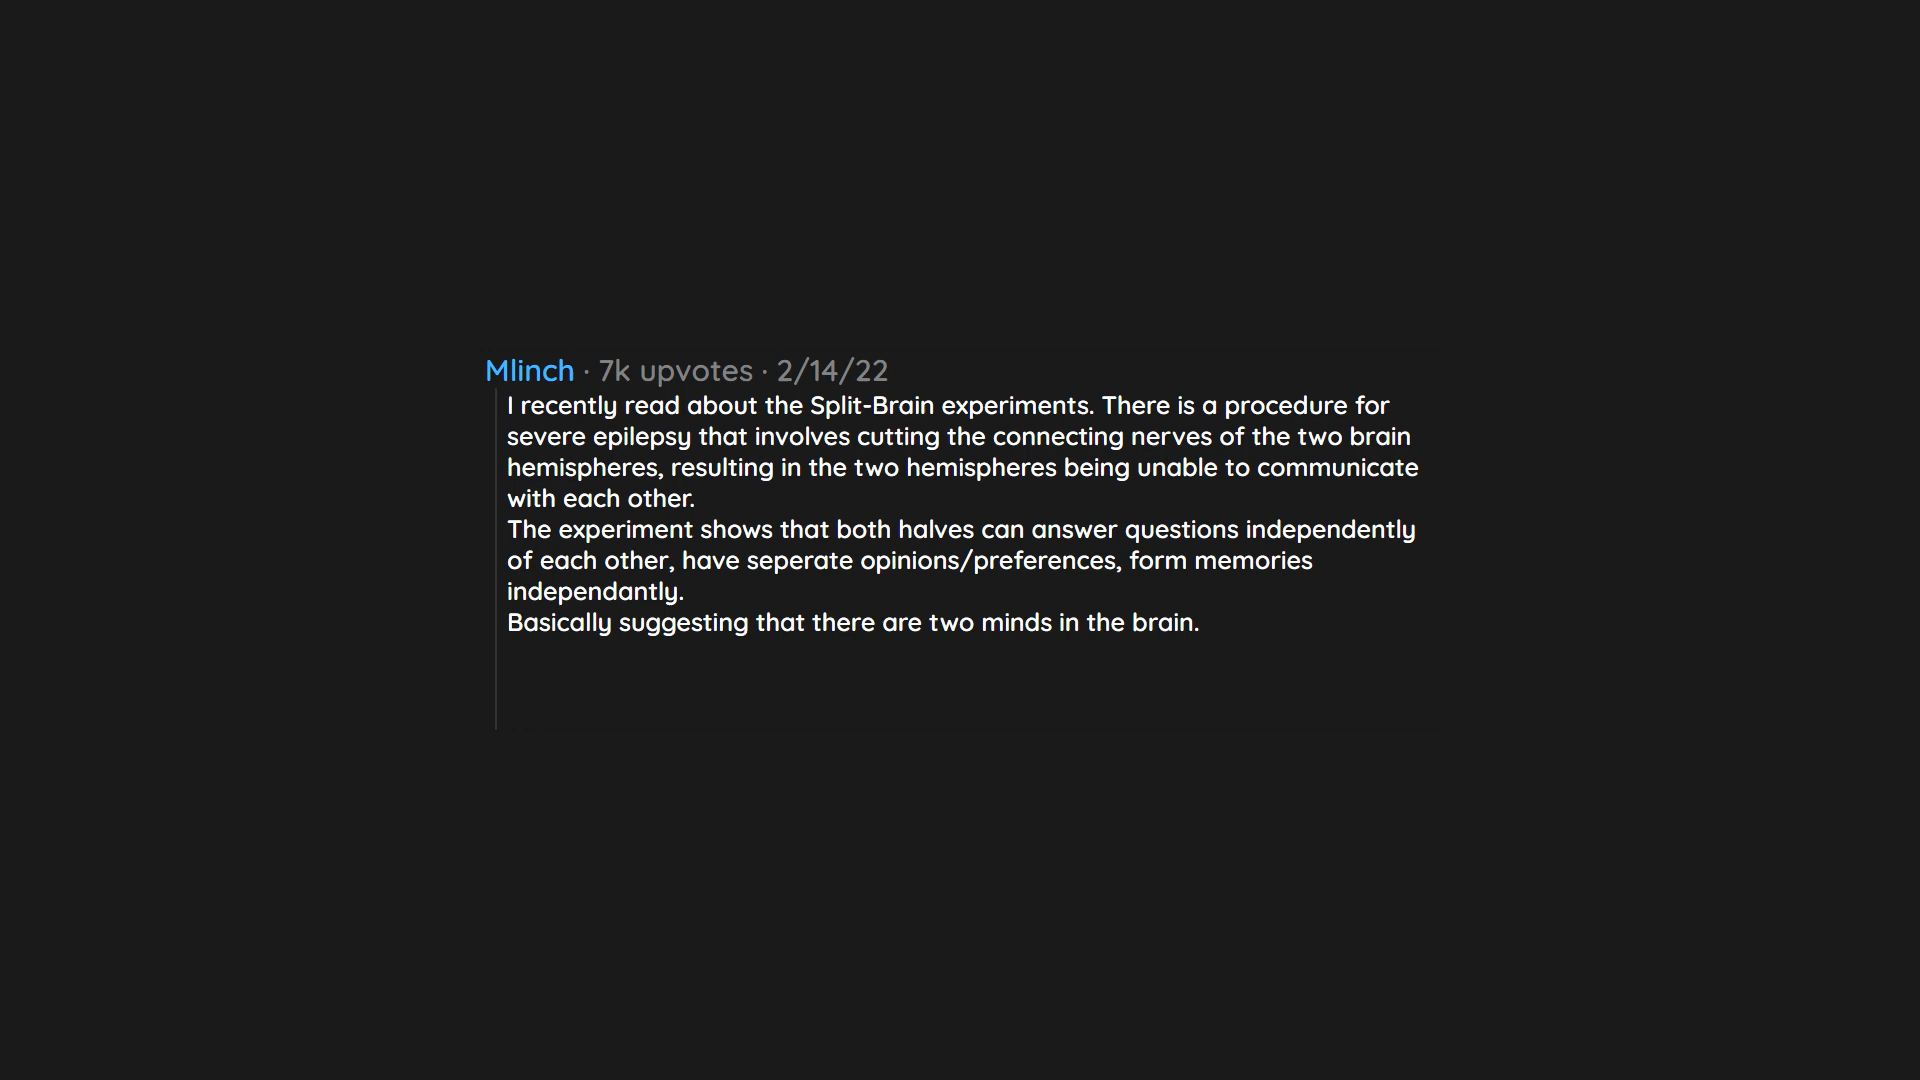 Mlinch · 7k upvotes · 2/14/22
I recently read about the Split-Brain experiments. There is a procedure for
severe epilepsy that involves cutting the connecting nerves of the two brain
hemispheres, resulting in the two hemispheres being unable to communicate
with each other.
The experiment shows that both halves can answer questions independently
of each other, have seperate opinions/preferences, form memories
independantly.
Basically suggesting that there are two minds in the brain.